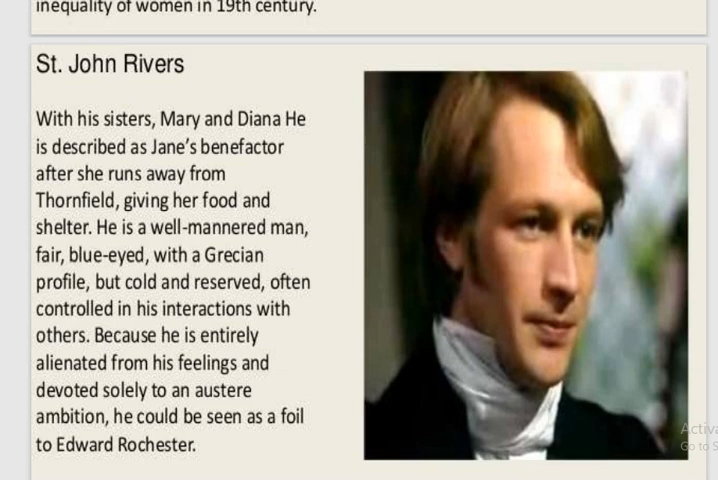 inequality of women in 19th century.
St. John Rivers
With his sisters, Mary and Diana He
is described as Jane's benefactor
after she runs away from
Thornfield, giving her food and
shelter. He is a well-mannered man,
fair, blue-eyed, with a Grecian
profile, but cold and reserved, often
controlled in his interactions with
others. Because he is entirely
alienated from his feelings and
devoted solely to an austere
ambition, he could be seen as a foil
to Edward Rochester.
Activa
Go to S